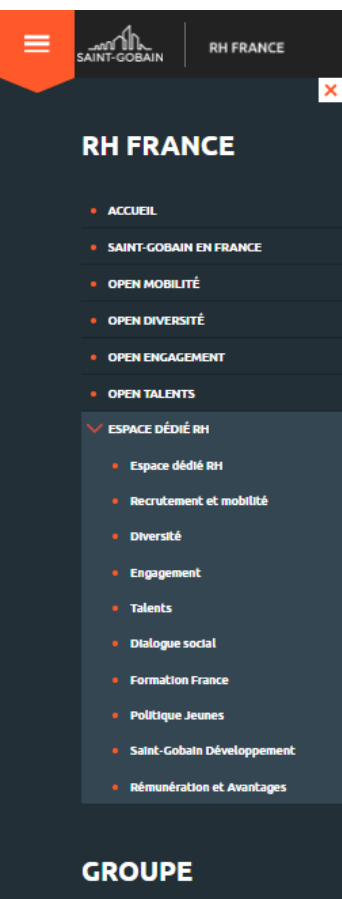 SAINT-GOBAIN
RH FRANCE
RH FRANCE
ACCUEIL
SAINT-GOBAIN EN FRANCE
OPEN MOBILITÉ
OPEN DIVERSITÉ
OPEN ENGAGEMENT
OPEN TALENTS
ESPACE DÉDIÉ RH
Espace dédié RH
Recrutement et mobilité
Diversité
Engagement
Talents
Dialogue social
Formation France
Politique Jeunes
Saint-Gobain Développement
Rémunération et Avantages
GROUPE